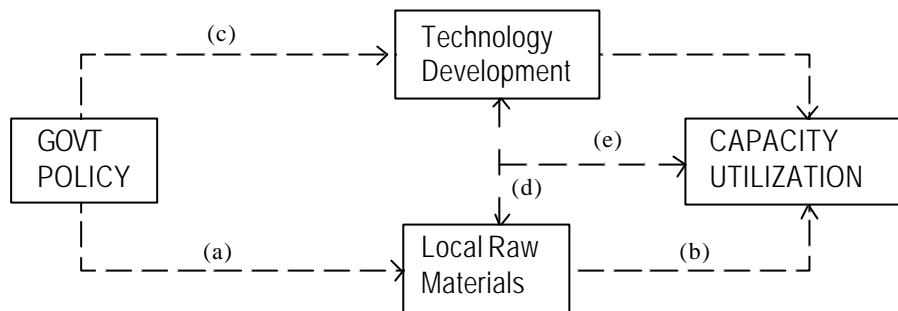 (c)
Technology
Development
GOVT
POLICY
(e)
CAPACITY
UTILIZATION
(d)
(a)
Local Raw
Materials
(b)